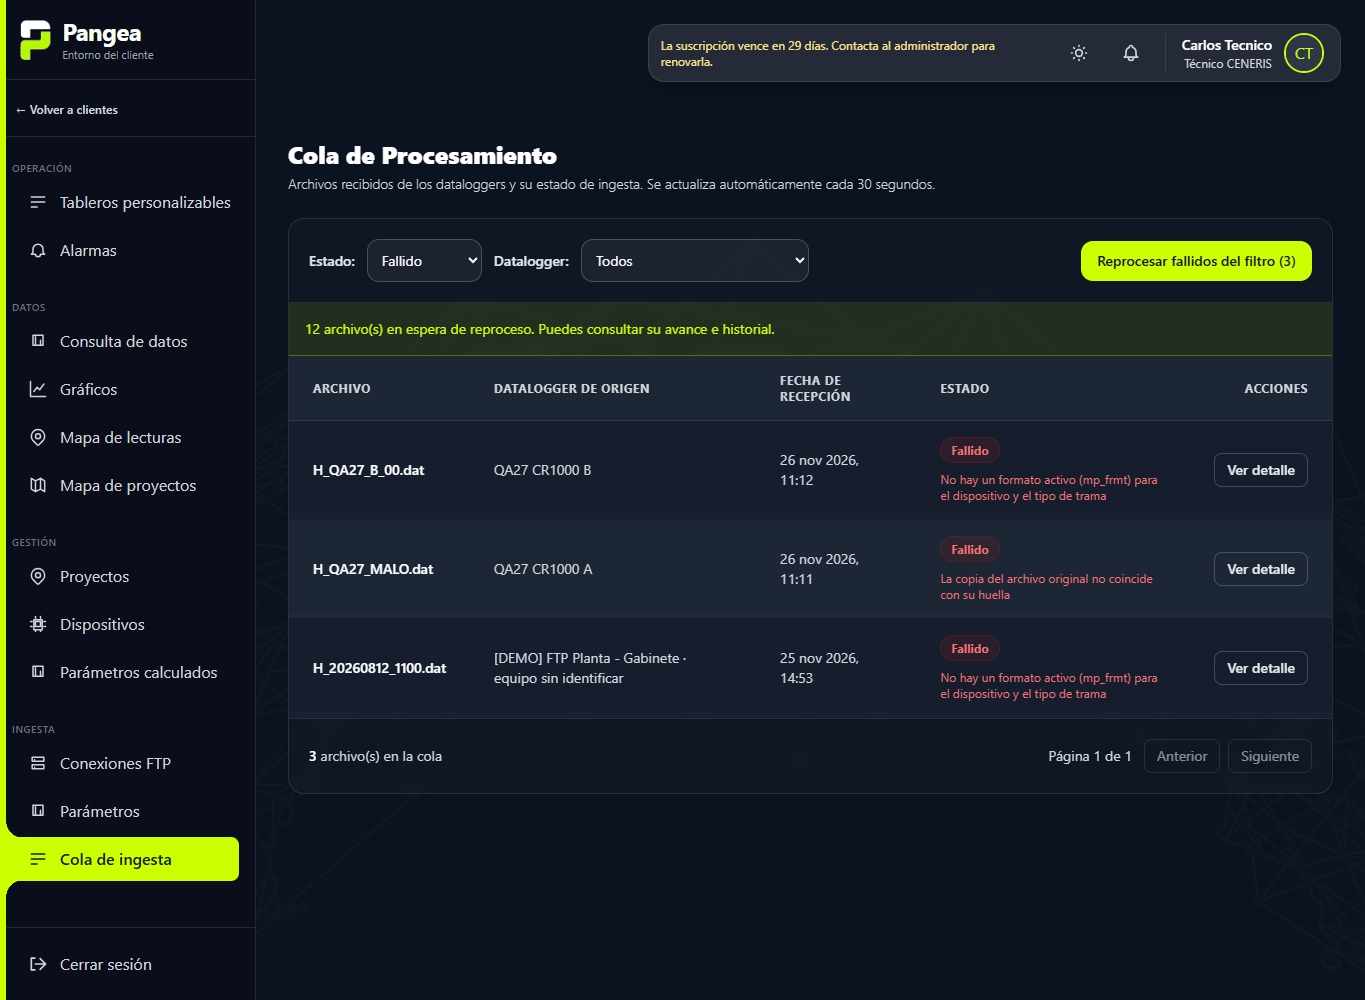 Pangea
Entorno del cliente
← Volver a clientes
OPERACIÓN
Tableros personalizables
Alarmas
DATOS
Consulta de datos
Gráficos
Mapa de lecturas
Mapa de proyectos
GESTIÓN
Proyectos
Dispositivos
Parámetros calculados
INGESTA
Conexiones FTP
Parámetros
Cola de ingesta
Cerrar sesión
La suscripción vence en 29 días. Contacta al administrador para
renovarla.
Carlos Tecnico
Técnico CENERIS
CT
Cola de Procesamiento
Archivos recibidos de los dataloggers y su estado de ingesta. Se actualiza automáticamente cada 30 segundos.
Estado: Fallido Datalogger: Todos Reprocesar fallidos del filtro (3)
12 archivo(s) en espera de reproceso. Puedes consultar su avance e historial.
ARCHIVO DATALOGGER DE ORIGEN FECHA DE RECEPCIÓN ESTADO ACCIONES
H_QA27_B_00.dat
QA27 CR1000 B
26 nov 2026,
11:12
Fallido
No hay un formato activo (mp_frmt) para
el dispositivo y el tipo de trama
Ver detalle
H_QA27_MALO.dat
QA27 CR1000 A
26 nov 2026,
11:11
Fallido
La copia del archivo original no coincide
con su huella
Ver detalle
H_20260812_1100.dat
[DEMO] FTP Planta - Gabinete ·
equipo sin identificar
25 nov 2026,
14:53
Fallido
No hay un formato activo (mp_frmt) para
el dispositivo y el tipo de trama
Ver detalle
3 archivo(s) en la cola
Página 1 de 1 Anterior Siguiente